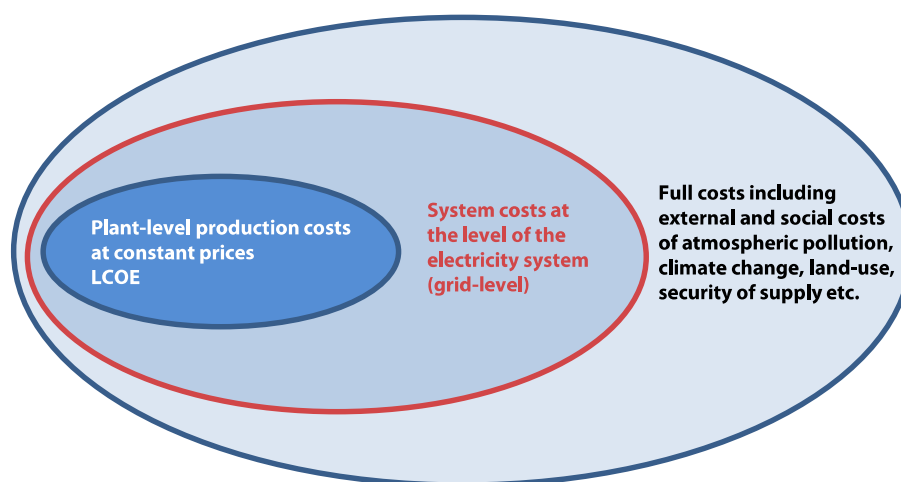 Plant-level production costs
at constant prices
LCOE
System costs at
the level of the
electricity system
(grid-level)
Full costs including
external and social costs
of atmospheric pollution,
climate change, land-use,
security of supply etc.